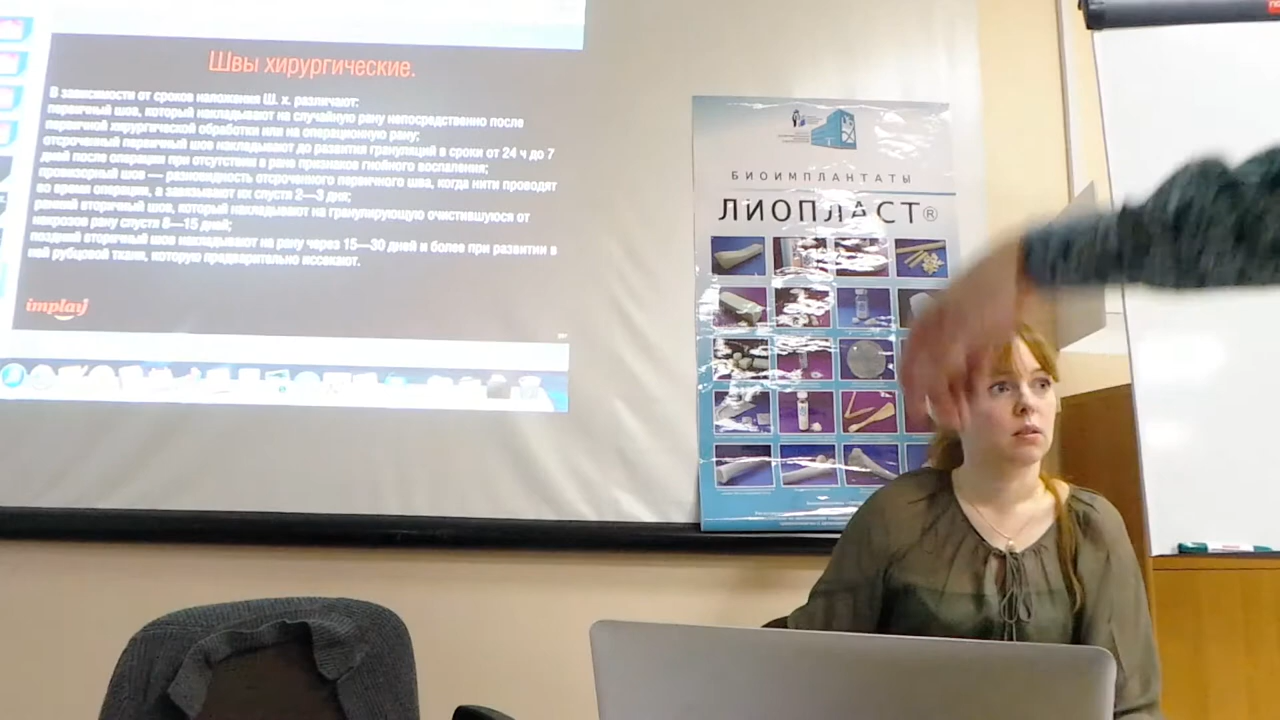 Швы хирургические.
В зависимости от сроков наложения Ш. х. различают:
первичный шов, который накладывают на случайную рану непосредственно после
первичной хирургической обработки или на операционную рану;
отсроченный первичный шов накладывают до развития грануляций в сроки от 24 ч до 7
дней после операции при отсутствии в ране признаков гнойного воспаления;
провизорный шов — разновидность отсроченного первичного шва, когда нити проводят
во время операции, а завязывают их спустя 2—3 дня;
ранний вторичный шов, который накладывают на гранулирующую очистившуюся от
некрозов рану спустя 8—15 дней;
поздний вторичный шов накладывают на рану через 15—30 дней и более при развитии в
ней рубцовой ткани, которую предварительно иссекают.
implay
БИОИМПЛАНТАТЫ
ЛИОПЛАСТ®